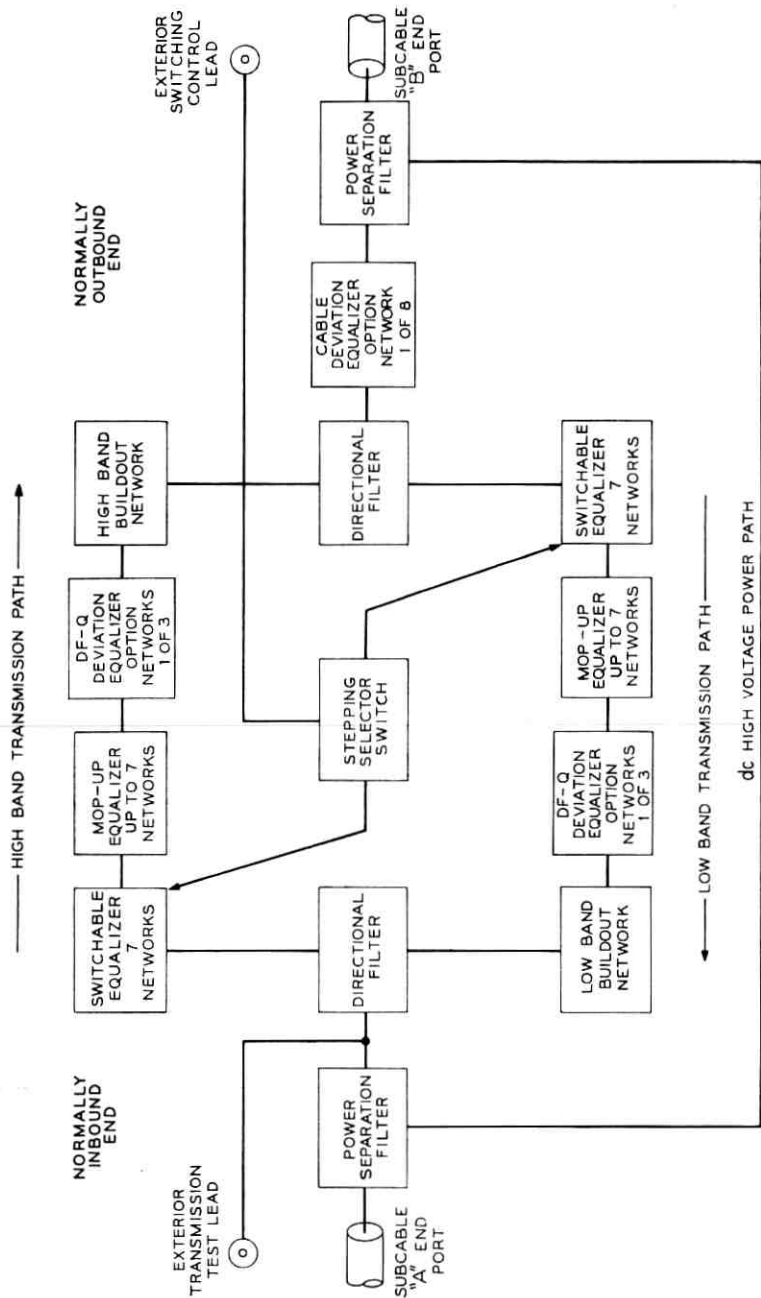 HIGH BAND TRANSMISSION PATH
NORMALLY
INBOUND
END
NORMALLY
OUTBOUND
END
EXTERIOR
TRANSMISSION
TEST LEAD
EXTERIOR
SWITCHING
CONTROL
LEAD
SWITCHABLE
EQUALIZER
7
NETWORKS
MOP-UP
EQUALIZER
UP TO 7
NETWORKS
DF-Q
DEVIATION
EQUALIZER
OPTION
NETWORKS
1 OF 3
HIGH BAND
BUILDOUT
NETWORK
SUBCABLE
"A" END
PORT
POWER
SEPARATION
FILTER
DIRECTIONAL
FILTER
STEPPING
SELECTOR
SWITCH
DIRECTIONAL
FILTER
CABLE
DEVIATION
EQUALIZER
OPTION
NETWORK
1 OF 8
POWER
SEPARATION
FILTER
SUBCABLE
"B" END
PORT
LOW BAND
BUILDOUT
NETWORK
DF-Q
DEVIATION
EQUALIZER
OPTION
NETWORKS
1 OF 3
MOP-UP
EQUALIZER
UP TO 7
NETWORKS
SWITCHABLE
EQUALIZER
7
NETWORKS
LOW BAND TRANSMISSION PATH
dc HIGH VOLTAGE POWER PATH